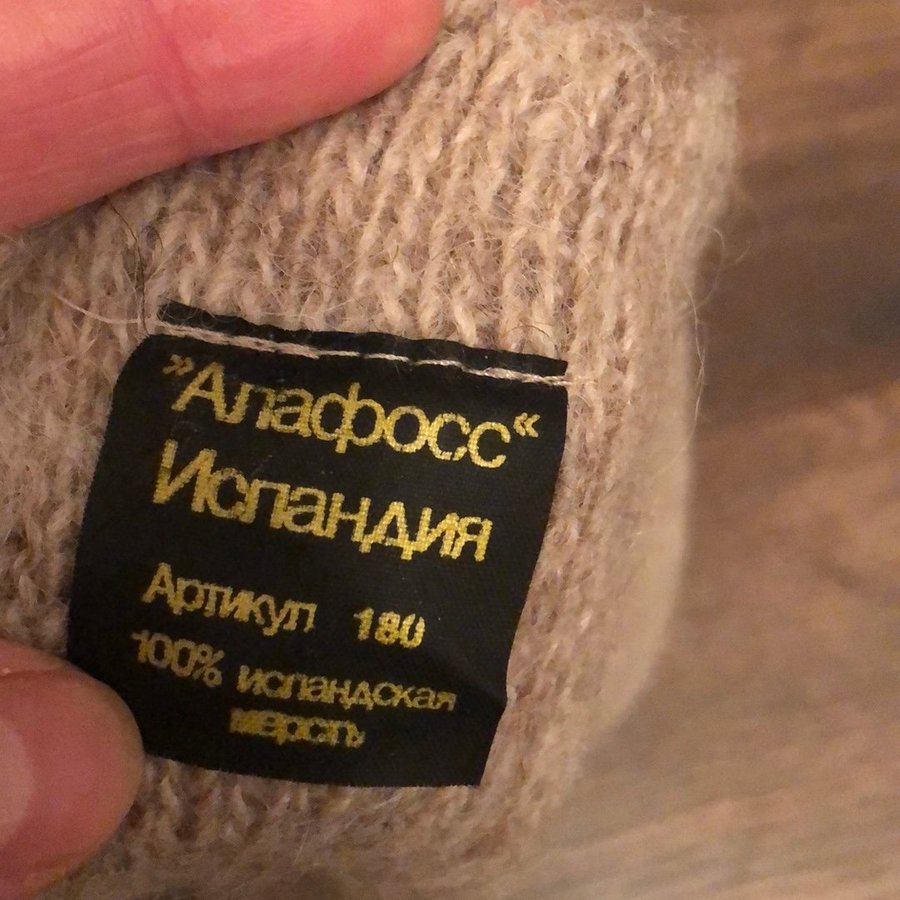 »Алафосс«
Исландия
Артикул 180
100% исландская
шерсть